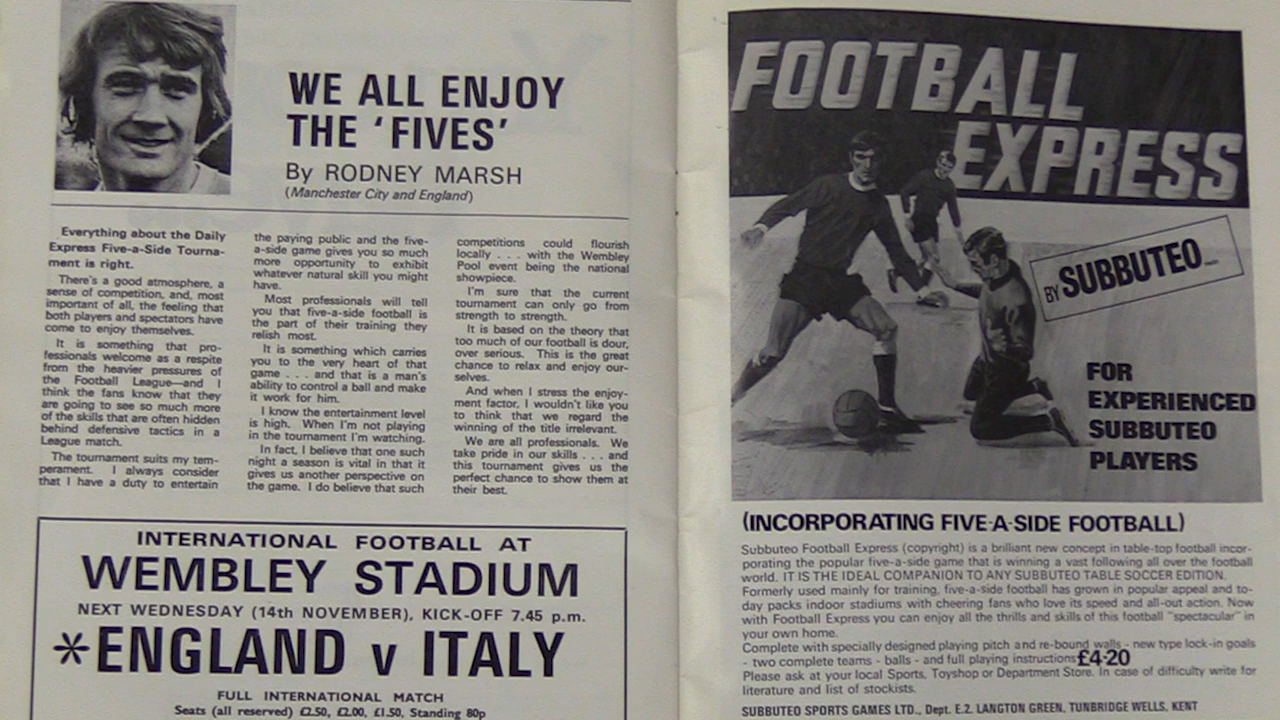 WE ALL ENJOY
THE 'FIVES'
By RODNEY MARSH
(Manchester City and England)
Everything about the Daily
Express Five-a-Side Tourna-
ment is right.
There's a good atmosphere, a
sense of competition, and, most
important of all, the feeling that
both players and spectators have
come to enjoy themselves.
It is something that pro-
fessionals welcome as a respite
from the heavier pressures of
the Football League—and I
think the fans know that they
are going to see so much more
of the skills that are often hidden
behind defensive tactics in a
League match.
The tournament suits my tem-
perament. I always consider
that I have a duty to entertain
the paying public and the five-
a-side game gives you so much
more opportunity to exhibit
whatever natural skill you might
have.
Most professionals will tell
you that five-a-side football is
the part of their training they
relish most.
It is something which carries
you to the very heart of that
game . . . and that is a man's
ability to control a ball and make
it work for him.
I know the entertainment level
is high. When I'm not playing
in the tournament I'm watching.
In fact, I believe that one such
night a season is vital in that it
gives us another perspective on
the game. I do believe that such
competitions could flourish
locally . . . with the Wembley
Pool event being the national
showpiece.
I'm sure that the current
tournament can only go from
strength to strength.
It is based on the theory that
too much of our football is dour,
over serious. This is the great
chance to relax and enjoy our-
selves.
And when I stress the enjoy-
ment factor, I wouldn't like you
to think that we regard the
winning of the title irrelevant.
We are all professionals. We
take pride in our skills . . . and
this tournament gives us the
perfect chance to show them at
their best.
INTERNATIONAL FOOTBALL AT
WEMBLEY STADIUM
NEXT WEDNESDAY (14th NOVEMBER), KICK-OFF 7.45 p.m.
*ENGLAND v ITALY
FULL INTERNATIONAL MATCH
Seats (all reserved) £2.50, £2.00, £1.50, Standing 80p
FOOTBALL
EXPRESS
BY SUBBUTEO
FOR
EXPERIENCED
SUBBUTEO
PLAYERS
(INCORPORATING FIVE-A-SIDE FOOTBALL)
Subbuteo Football Express (copyright) is a brilliant new concept in table-top football incor-
porating the popular five-a-side game that is winning a vast following all over the football
world. IT IS THE IDEAL COMPANION TO ANY SUBBUTEO TABLE SOCCER EDITION.
Formerly used mainly for training, five-a-side football has grown in popular appeal and to-
day packs indoor stadiums with cheering fans who love its speed and all-out action. Now
with Football Express you can enjoy all the thrills and skills of this football "spectacular" in
your own home.
Complete with specially designed playing pitch and re-bound walls - new type lock-in goals
- two complete teams - balls - and full playing instructions £4·20
Please ask at your local Sports, Toyshop or Department Store. In case of difficulty write for
literature and list of stockists.
SUBBUTEO SPORTS GAMES LTD., Dept. E.2. LANGTON GREEN, TUNBRIDGE WELLS, KENT